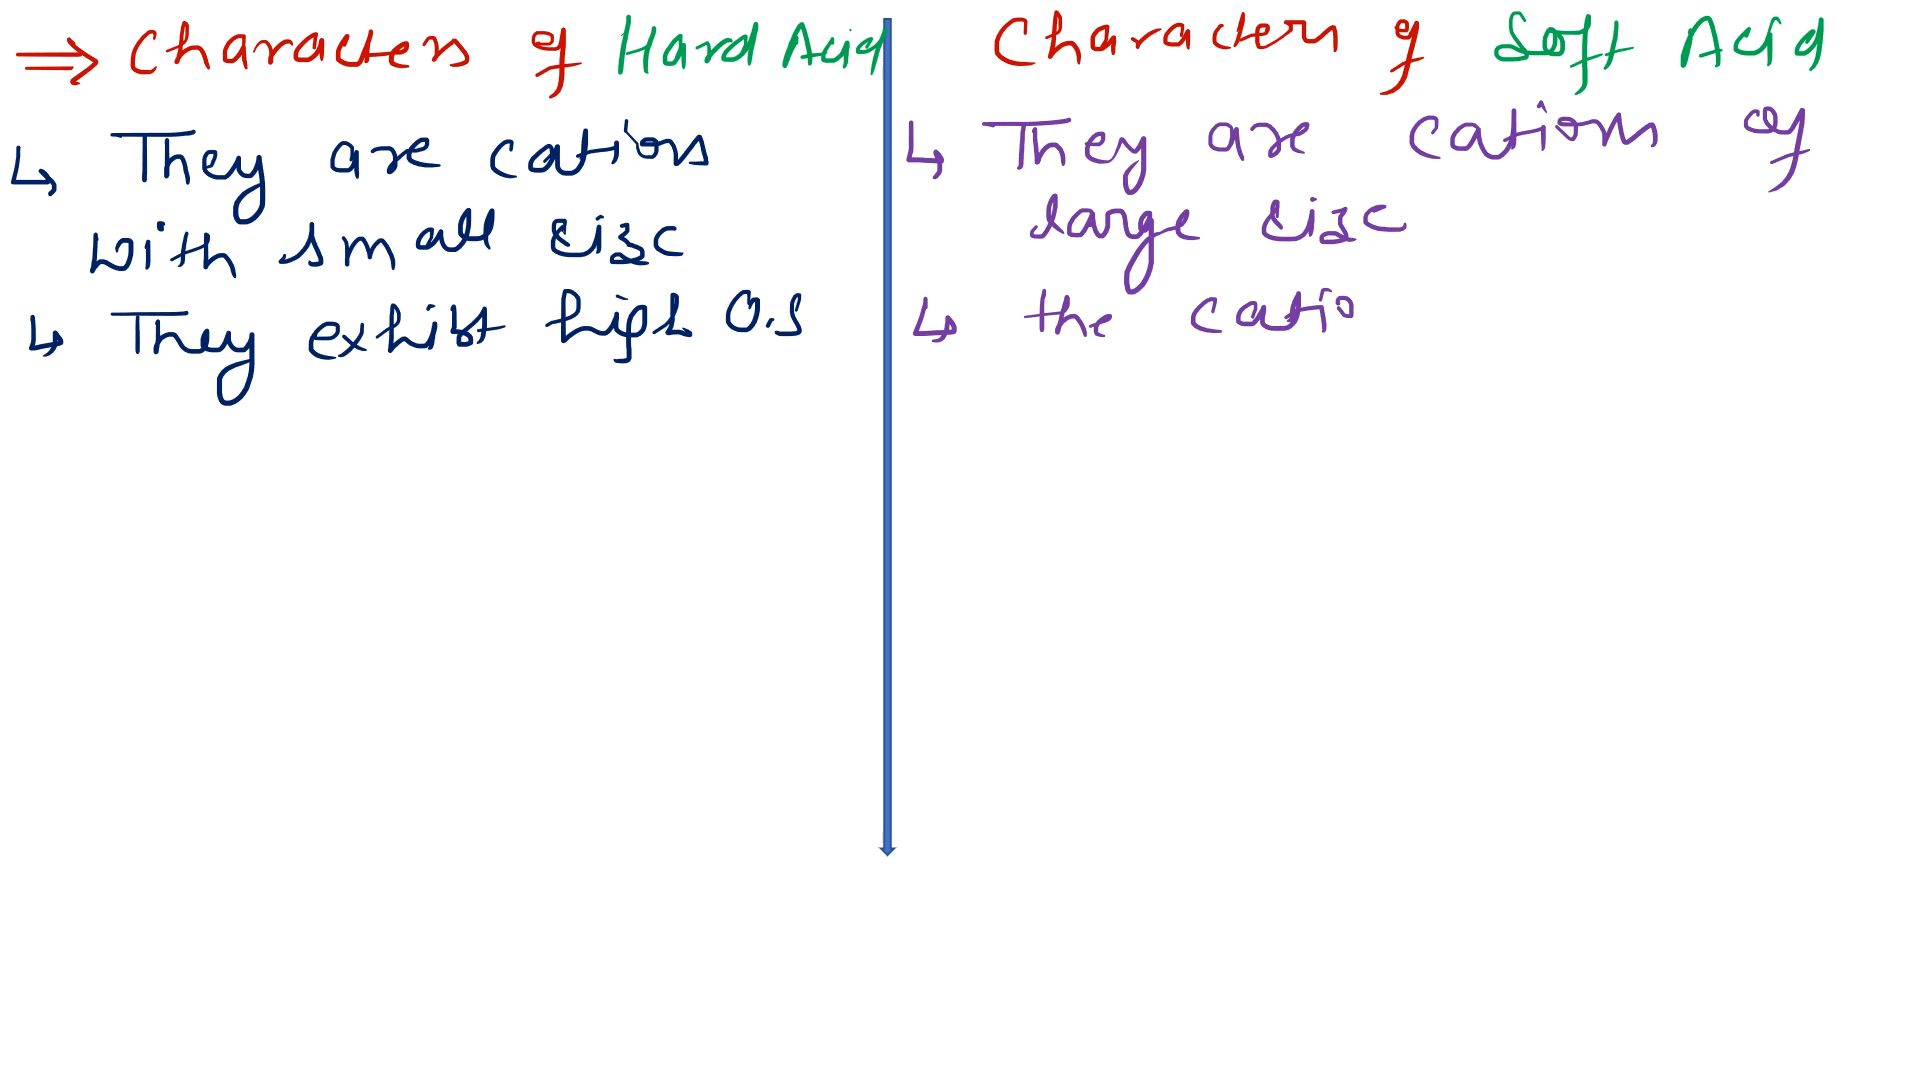 ⇒ Characters of Hard Acid
↳ They are cations
with small size
↳ They exhibit high O.S
Characters of Soft Acid
↳ They are cations of
large size
↳ the catio